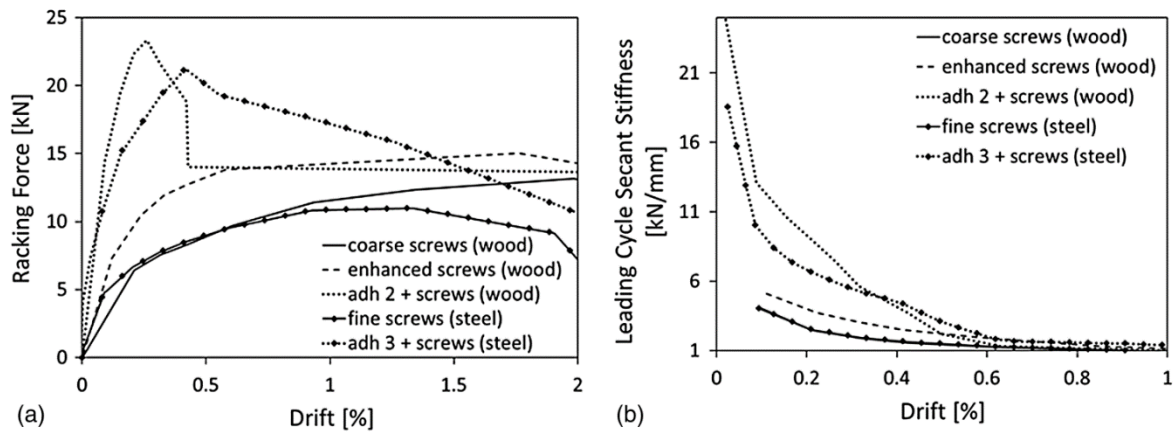 25
20
15
10
5
0
Racking Force [kN]
coarse screws (wood)
enhanced screws (wood)
adh 2 + screws (wood)
fine screws (steel)
adh 3 + screws (steel)
0 0.5 1 1.5 2
Drift [%]
(a)
21
16
11
6
1
Leading Cycle Secant Stiffness
[kN/mm]
coarse screws (wood)
enhanced screws (wood)
adh 2 + screws (wood)
fine screws (steel)
adh 3 + screws (steel)
0 0.2 0.4 0.6 0.8 1
Drift [%]
(b)